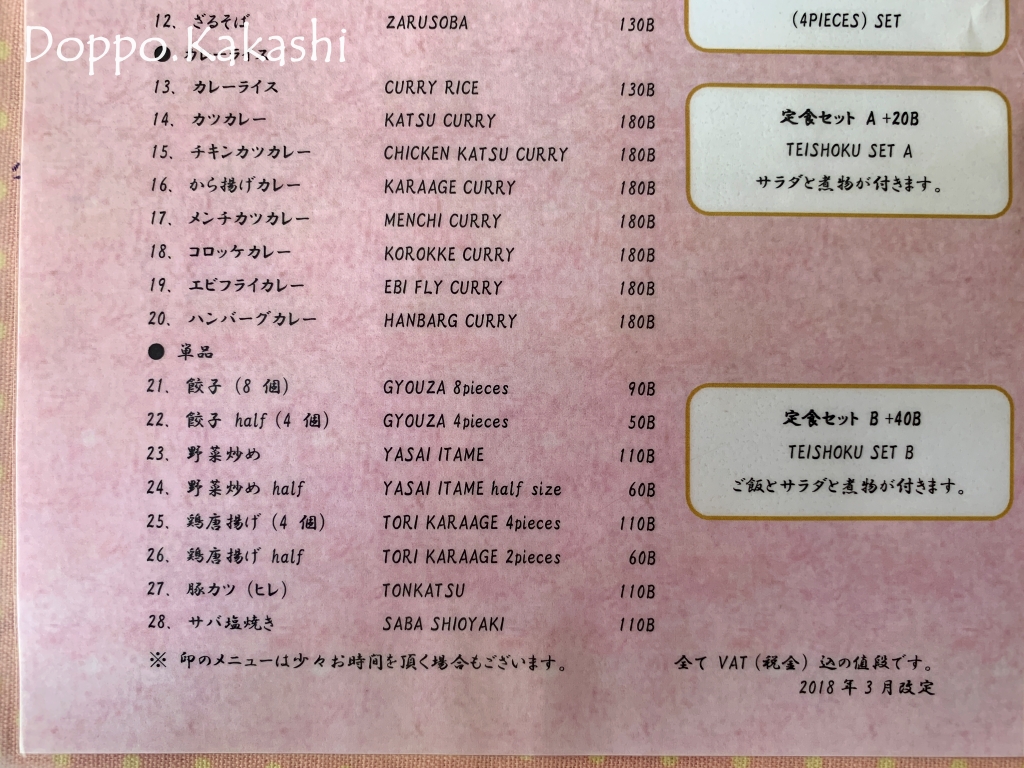 Doppo.Kakashi
12、 ざるそば ZARUSOBA 130B
● カレーライス
13、 カレーライス CURRY RICE 130B
14、 カツカレー KATSU CURRY 180B
15、 チキンカツカレー CHICKEN KATSU CURRY 180B
16、 から揚げカレー KARAAGE CURRY 180B
17、 メンチカツカレー MENCHI CURRY 180B
18、 コロッケカレー KOROKKE CURRY 180B
19、 エビフライカレー EBI FLY CURRY 180B
20、 ハンバーグカレー HANBARG CURRY 180B
● 単品
21、 餃子 (8 個) GYOUZA 8pieces 90B
22、 餃子 half (4 個) GYOUZA 4pieces 50B
23、 野菜炒め YASAI ITAME 110B
24、 野菜炒め half YASAI ITAME half size 60B
25、 鶏唐揚げ (4 個) TORI KARAAGE 4pieces 110B
26、 鶏唐揚げ half TORI KARAAGE 2pieces 60B
27、 豚カツ (ヒレ) TONKATSU 110B
28、 サバ塩焼き SABA SHIOYAKI 110B
※ 印のメニューは少々お時間を頂く場合もございます。
(4PIECES) SET
定食セット A +20B
TEISHOKU SET A
サラダと煮物が付きます。
定食セット B +40B
TEISHOKU SET B
ご飯とサラダと煮物が付きます。
全て VAT (税金) 込の値段です。
2018 年 3 月改定